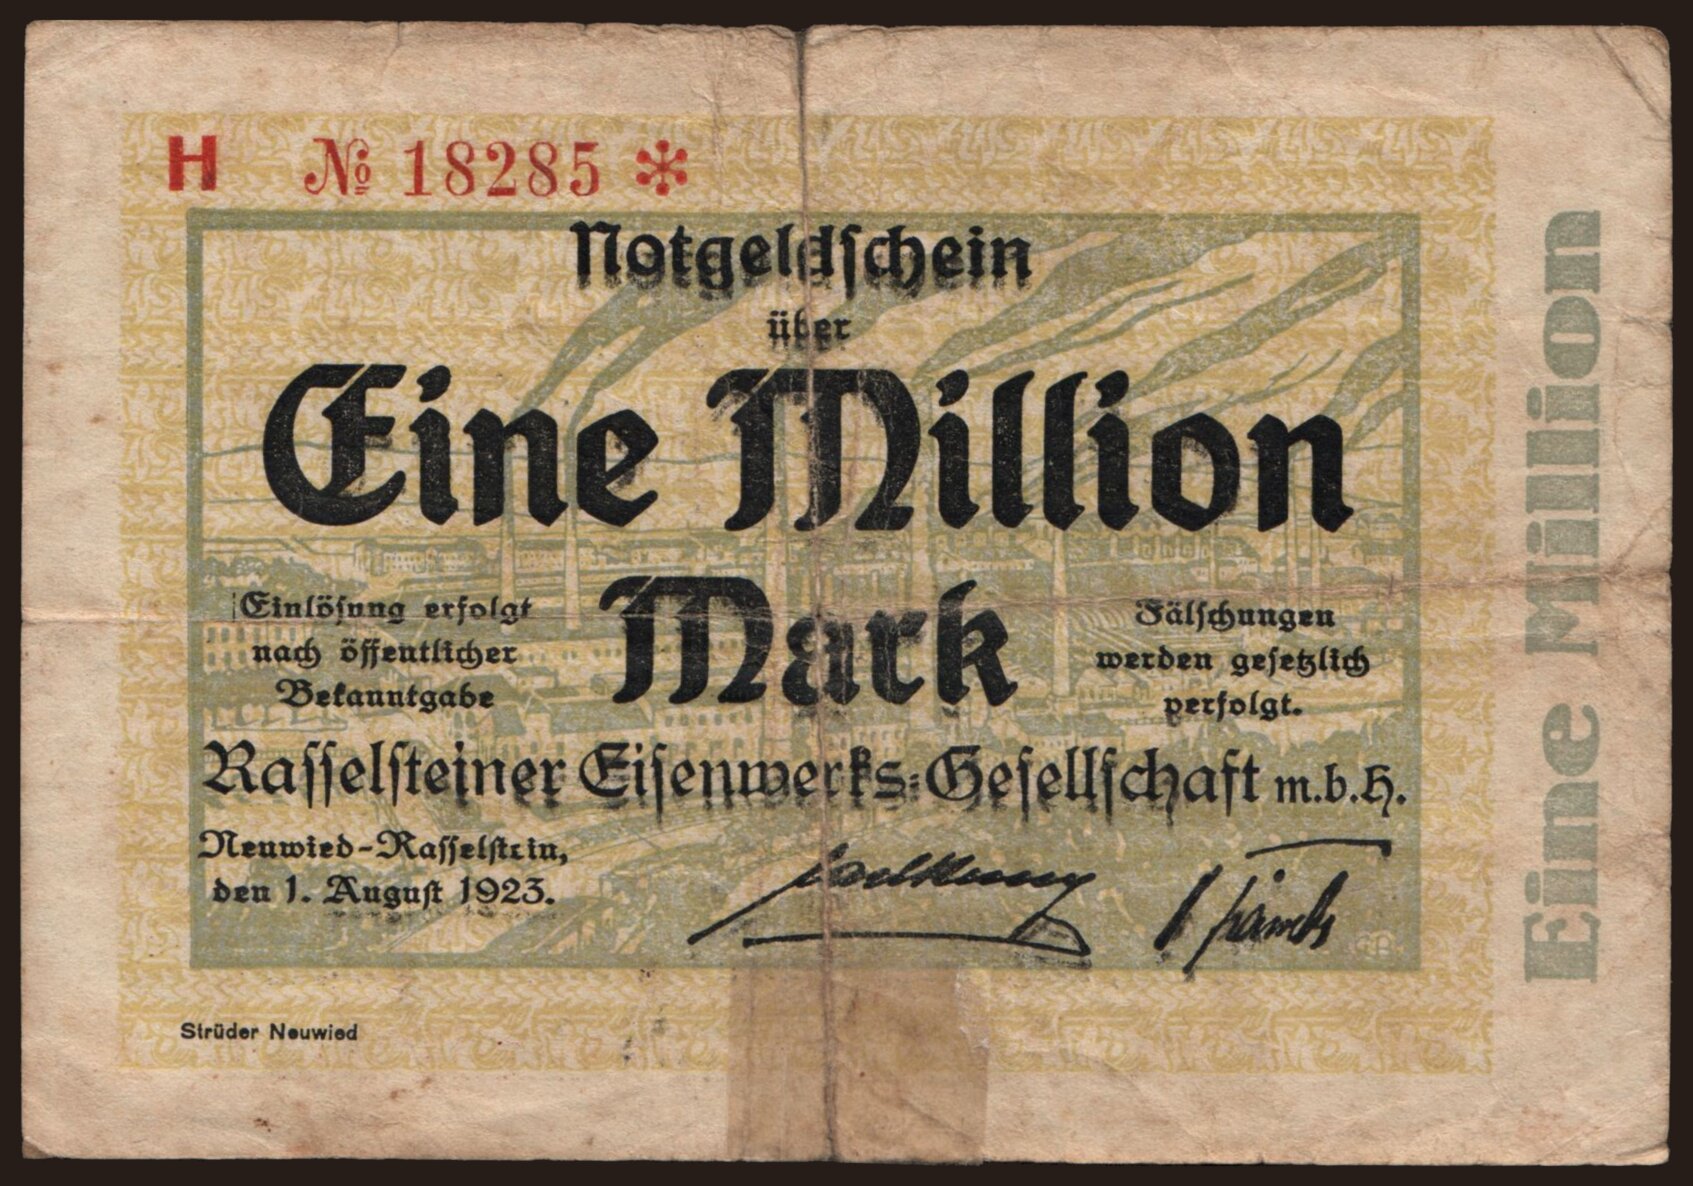 H № 18285 *
Notgeldschein
über
Eine Million
Mark
Einlösung erfolgt
nach öffentlicher
Bekanntgabe
Fälschungen
werden gesetzlich
verfolgt.
Rasselsteiner Eisenwerks-Gesellschaft m.b.H.
Neuwied-Rasselstein,
den 1. August 1923.
Strüder Neuwied
Eine Million